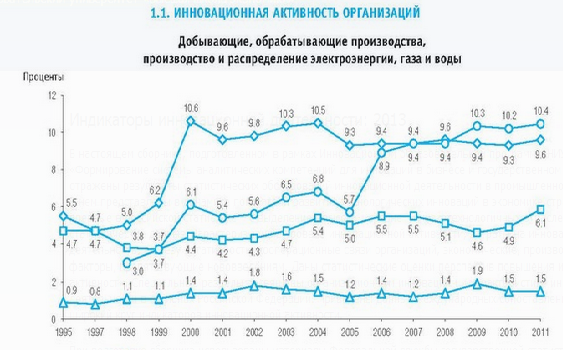 1.1. ИННОВАЦИОННАЯ АКТИВНОСТЬ ОРГАНИЗАЦИЙ
Добывающие, обрабатывающие производства,
производство и распределение электроэнергии, газа и воды
Проценты
12
10
8
6
4
2
0
5.5 4.7 5.0 6.2 10.6 9.6 9.8 10.3 10.5 9.3 9.4 9.4 9.6 10.3 10.2 10.4
8.9 9.4 9.4 9.4 9.3 9.6
3.8 3.7 6.1 5.4 5.6 6.5 6.8 5.7
4.7 4.7 3.0 3.7 4.4 4.2 4.3 4.7 5.4 5.0 5.5 5.5 5.1 4.6 4.9 6.1
0.9 0.8 1.1 1.1 1.4 1.4 1.8 1.6 1.5 1.2 1.4 1.2 1.4 1.9 1.5 1.5
1995 1997 1998 1999 2000 2001 2002 2003 2004 2005 2006 2007 2008 2009 2010 2011